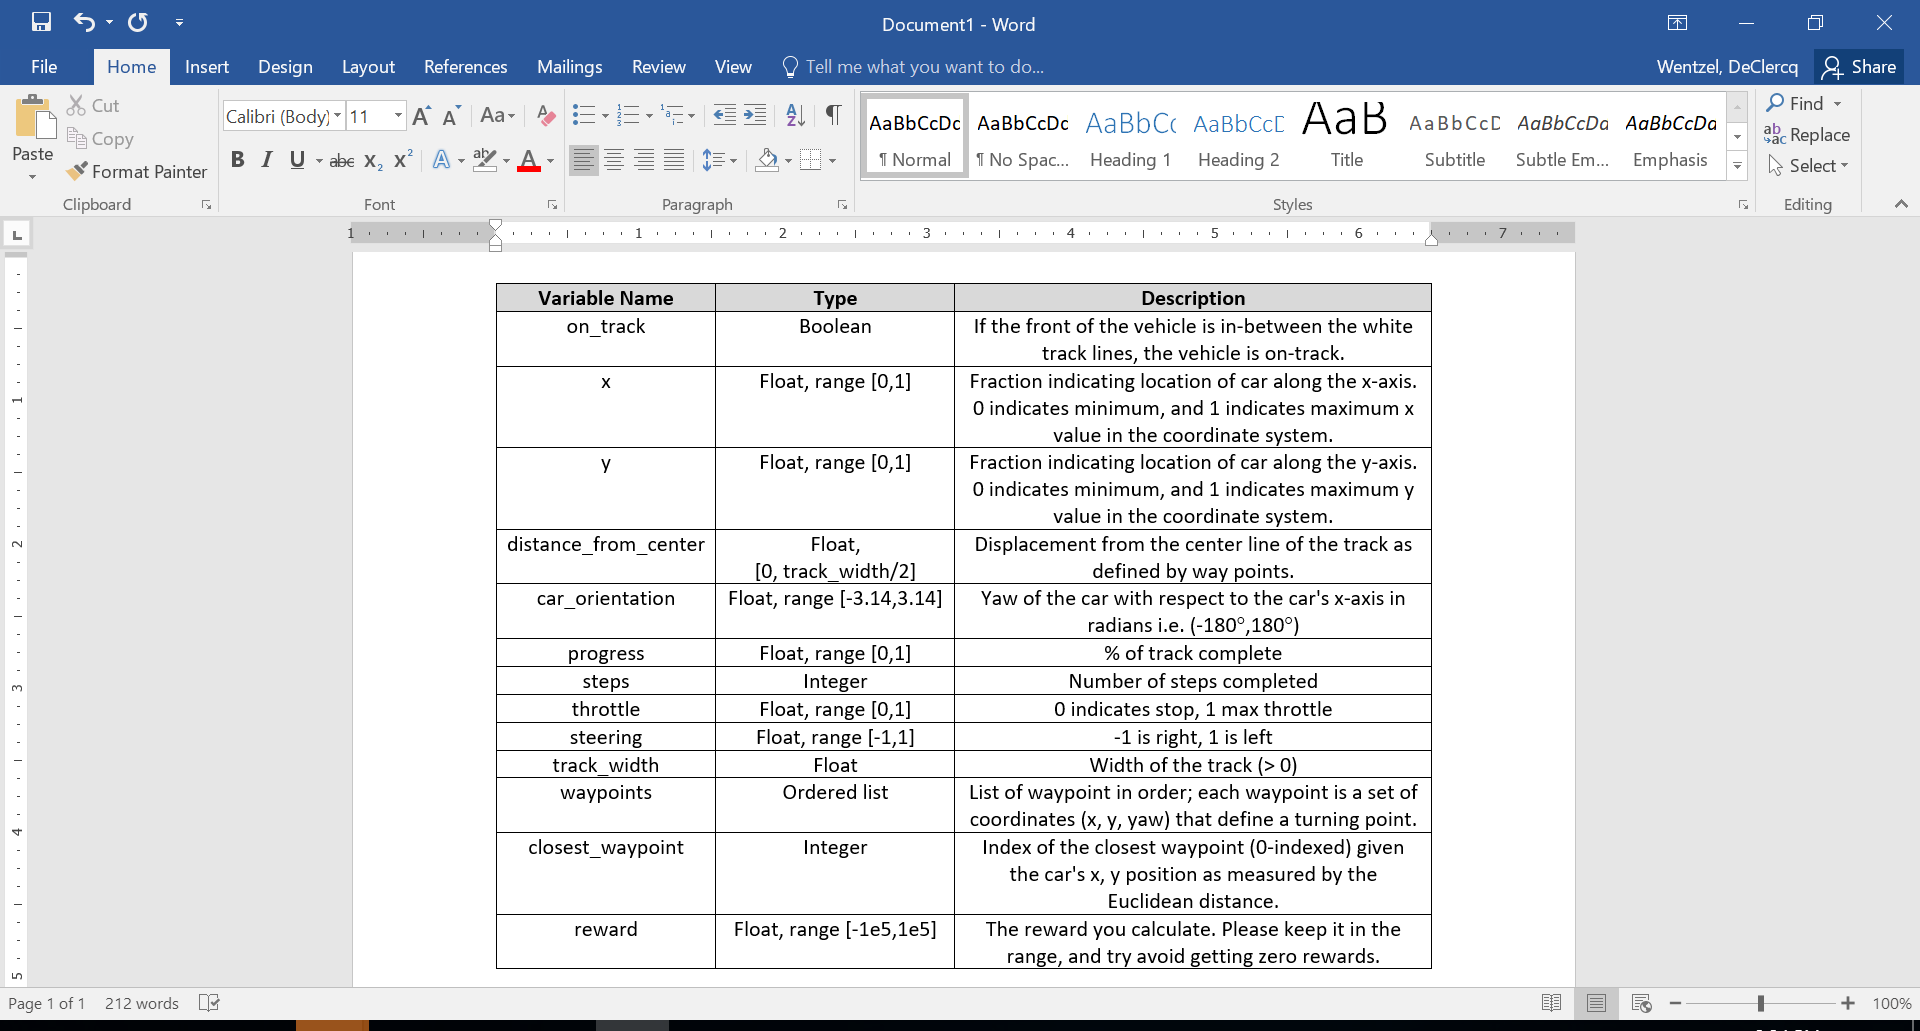 Document1 - Word
File Home Insert Design Layout References Mailings Review View Tell me what you want to do... Wentzel, DeClercq Share
Paste Cut Copy Format Painter
Clipboard
Calibri (Body) 11
Font
Paragraph
AaBbCcDc AaBbCcDc AaBbCc AaBbCcD AaB AaBbCcD AaBbCcDd AaBbCcDd
¶ Normal ¶ No Spac... Heading 1 Heading 2 Title Subtitle Subtle Em... Emphasis
Styles
Find
Replace
Select
Editing
1 1 2 3 4 5 6 7
Variable Name Type Description
on_track Boolean If the front of the vehicle is in-between the white
track lines, the vehicle is on-track.
x Float, range [0,1] Fraction indicating location of car along the x-axis.
0 indicates minimum, and 1 indicates maximum x
value in the coordinate system.
y Float, range [0,1] Fraction indicating location of car along the y-axis.
0 indicates minimum, and 1 indicates maximum y
value in the coordinate system.
distance_from_center Float, Displacement from the center line of the track as
[0, track_width/2] defined by way points.
car_orientation Float, range [-3.14,3.14] Yaw of the car with respect to the car's x-axis in
radians i.e. (-180°,180°)
progress Float, range [0,1] % of track complete
steps Integer Number of steps completed
throttle Float, range [0,1] 0 indicates stop, 1 max throttle
steering Float, range [-1,1] -1 is right, 1 is left
track_width Float Width of the track (> 0)
waypoints Ordered list List of waypoint in order; each waypoint is a set of
coordinates (x, y, yaw) that define a turning point.
closest_waypoint Integer Index of the closest waypoint (0-indexed) given
the car's x, y position as measured by the
Euclidean distance.
reward Float, range [-1e5,1e5] The reward you calculate. Please keep it in the
range, and try avoid getting zero rewards.
Page 1 of 1 212 words 100%